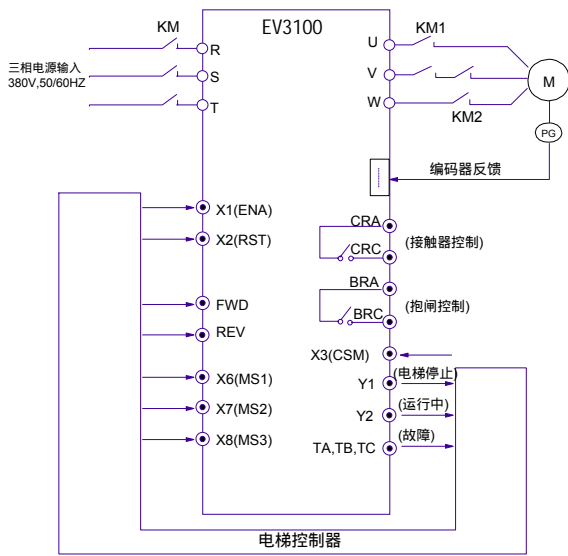 EV3100
KM
R
三相电源输入
380V,50/60HZ
S
T
U
KM1
V
W
KM2
M
PG
编码器反馈
X1(ENA)
X2(RST)
FWD
REV
X6(MS1)
X7(MS2)
X8(MS3)
CRA
CRC
(接触器控制)
BRA
BRC
(抱闸控制)
X3(CSM)
Y1
(电梯停止)
Y2
(运行中)
TA,TB,TC
(故障)
电梯控制器